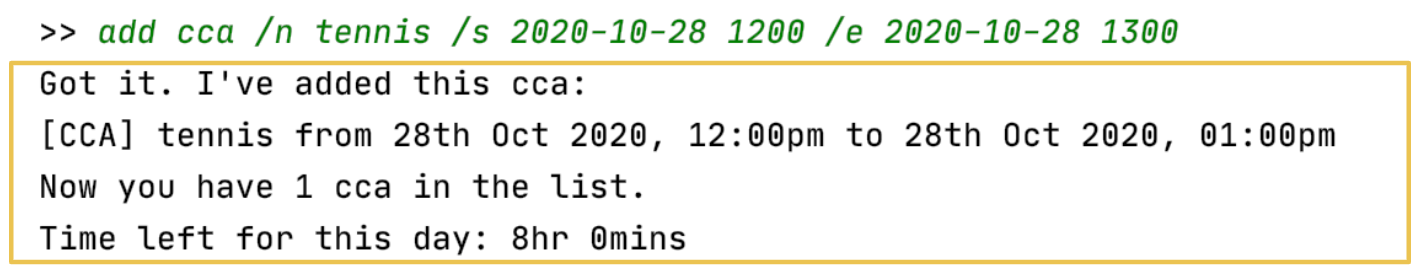 >> add cca /n tennis /s 2020-10-28 1200 /e 2020-10-28 1300
Got it. I've added this cca:
[CCA] tennis from 28th Oct 2020, 12:00pm to 28th Oct 2020, 01:00pm
Now you have 1 cca in the list.
Time left for this day: 8hr 0mins